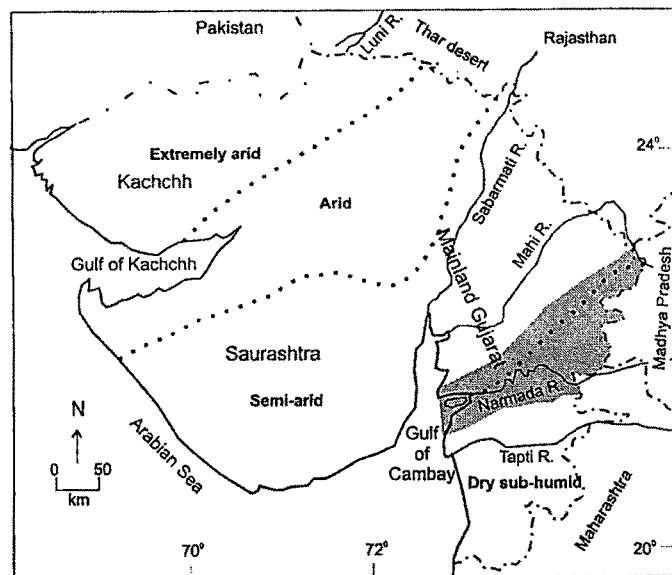 Pakistan
Luni R.
Thar desert
Rajasthan
Extremely arid
Kachchh
24°
Arid
Sabarmati R.
Gulf of Kachchh
Mainland Gujarat
Mahi R.
Madhya Pradesh
Saurashtra
Semi-arid
Narmada R.
N
Arabian Sea
Gulf
of
Cambay
Tapti R.
0 50
km
Dry sub-humid
Maharashtra
70°
72°
20°